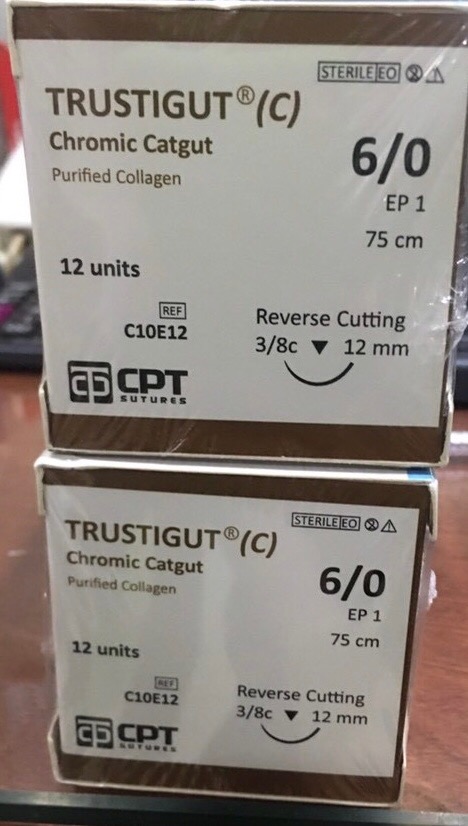 STERILE EO
TRUSTIGUT® (C)
Chromic Catgut
Purified Collagen
6/0
EP 1
75 cm
12 units
REF
C10E12
Reverse Cutting
3/8c ▼ 12 mm
CPT
SUTURES
STERILE EO
TRUSTIGUT® (C)
Chromic Catgut
Purified Collagen
6/0
EP 1
75 cm
12 units
REF
C10E12
Reverse Cutting
3/8c ▼ 12 mm
CPT
SUTURES